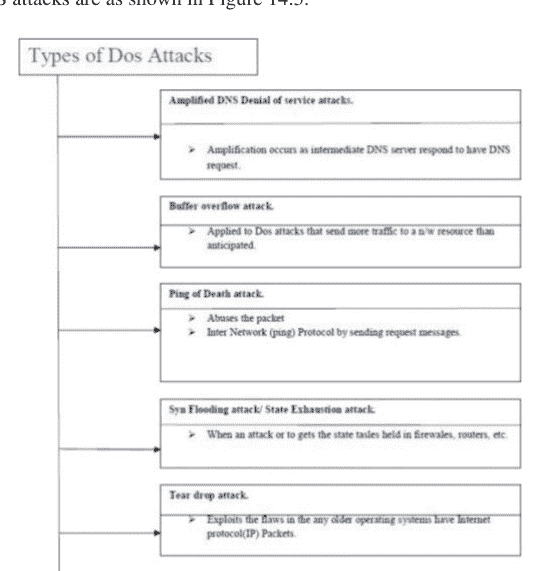 S attacks are as shown in Figure 14.5.
Types of Dos Attacks
Amplified DNS Denial of service attacks.
➢ Amplification occurs as intermediate DNS server respond to have DNS
request.
Buffer overflow attack.
➢ Applied to Dos attacks that send more traffic to a n/w resource than
anticipated.
Ping of Death attack.
➢ Abuses the packet
➢ Inter Network (ping) Protocol by sending request messages.
Syn Flooding attack/ State Exhaustion attack.
➢ When an attack or to gets the state tasles held in firewales, routers, etc.
Tear drop attack.
➢ Exploits the flaws in the any older operating systems have Internet
protocol(IP) Packets.